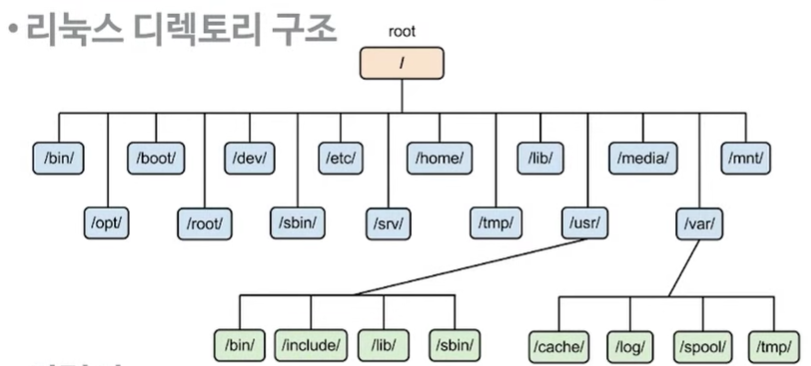 • 리눅스 디렉토리 구조
root
/
/bin/ /boot/ /dev/ /etc/ /home/ /lib/ /media/ /mnt/
/opt/ /root/ /sbin/ /srv/ /tmp/ /usr/ /var/
/bin/ /include/ /lib/ /sbin/ /cache/ /log/ /spool/ /tmp/